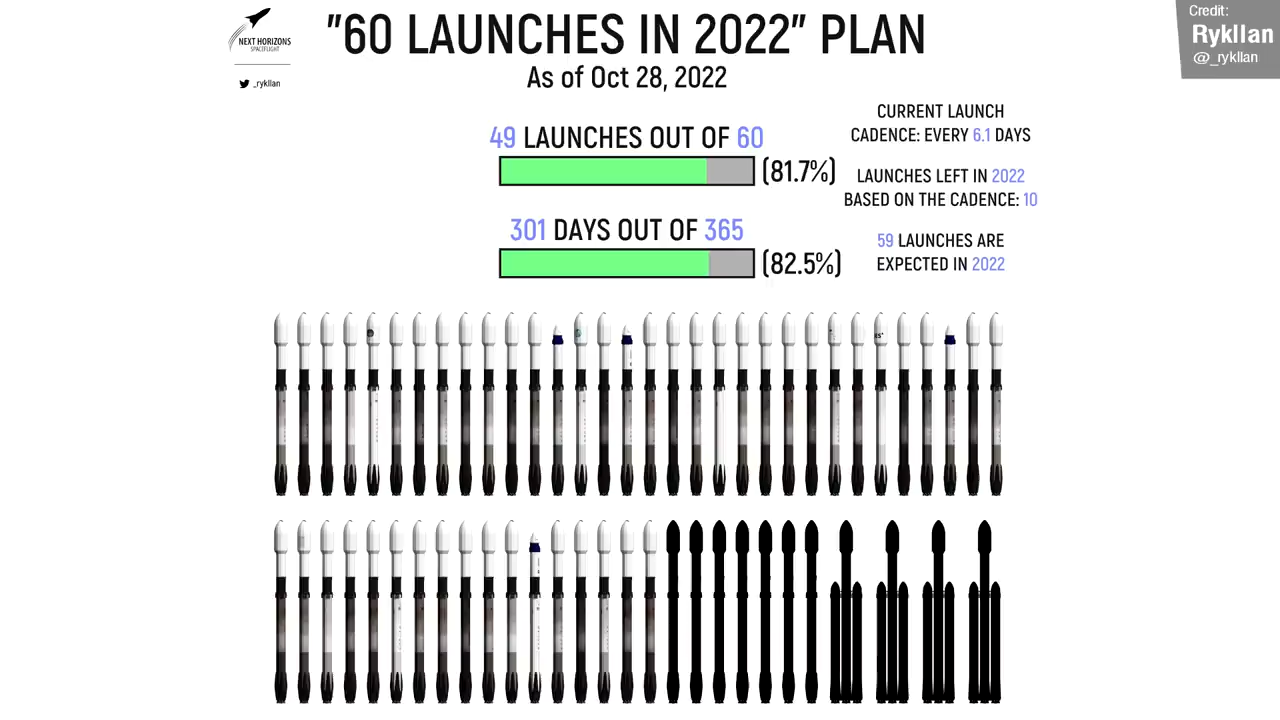 NEXT HORIZONS
SPACEFLIGHT
_rykllan
"60 LAUNCHES IN 2022" PLAN
As of Oct 28, 2022
Credit:
Rykllan
@_rykllan
49 LAUNCHES OUT OF 60
(81.7%)
301 DAYS OUT OF 365
(82.5%)
CURRENT LAUNCH
CADENCE: EVERY 6.1 DAYS
LAUNCHES LEFT IN 2022
BASED ON THE CADENCE: 10
59 LAUNCHES ARE
EXPECTED IN 2022